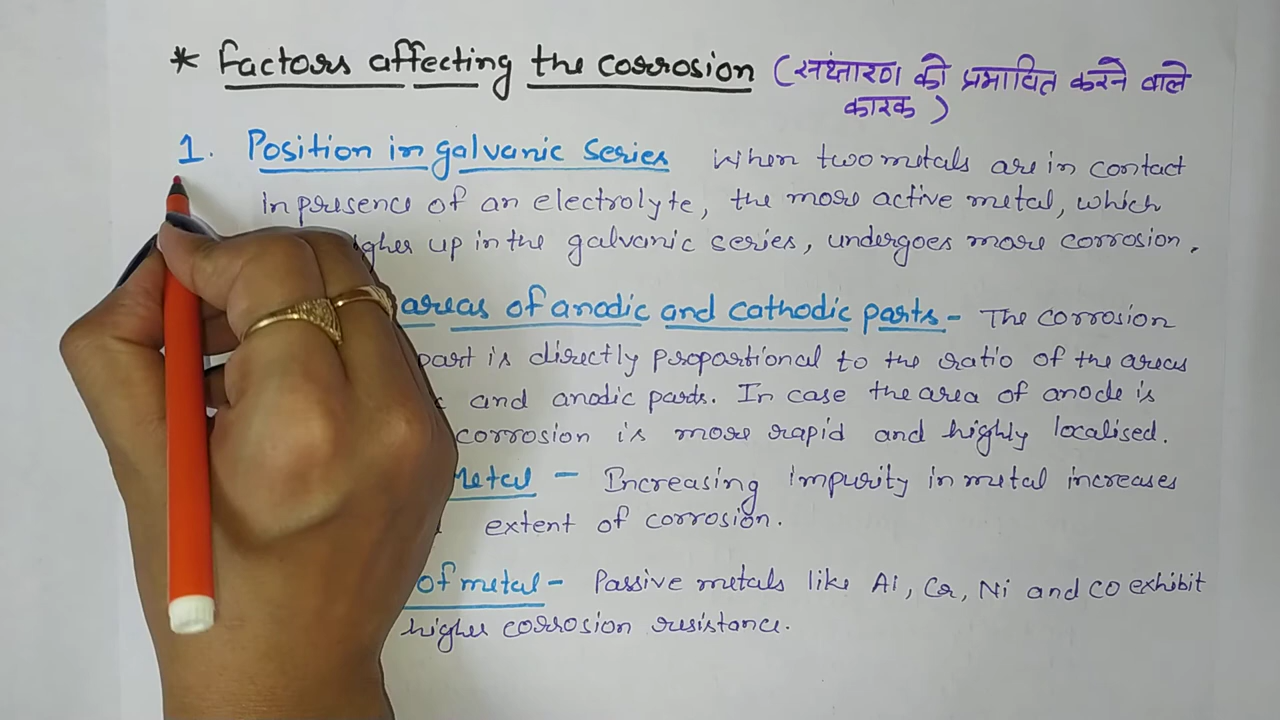 * Factors affecting the corrosion (संक्षारण को प्रभावित करने वाले
कारक)
1. Position in galvanic series When two metals are in contact
in presence of an electrolyte, the more active metal, which
up in the galvanic series, undergoes more corrosion.
areas of anodic and cathodic parts - The corrosion
part is directly proportional to the ratio of the areas
and anodic parts. In case the area of anode is
corrosion is more rapid and highly localised.
Metal - Increasing impurity in metal increases
extent of corrosion.
of metal - Passive metals like Al, Cr, Ni and CO exhibit
higher corrosion resistance.